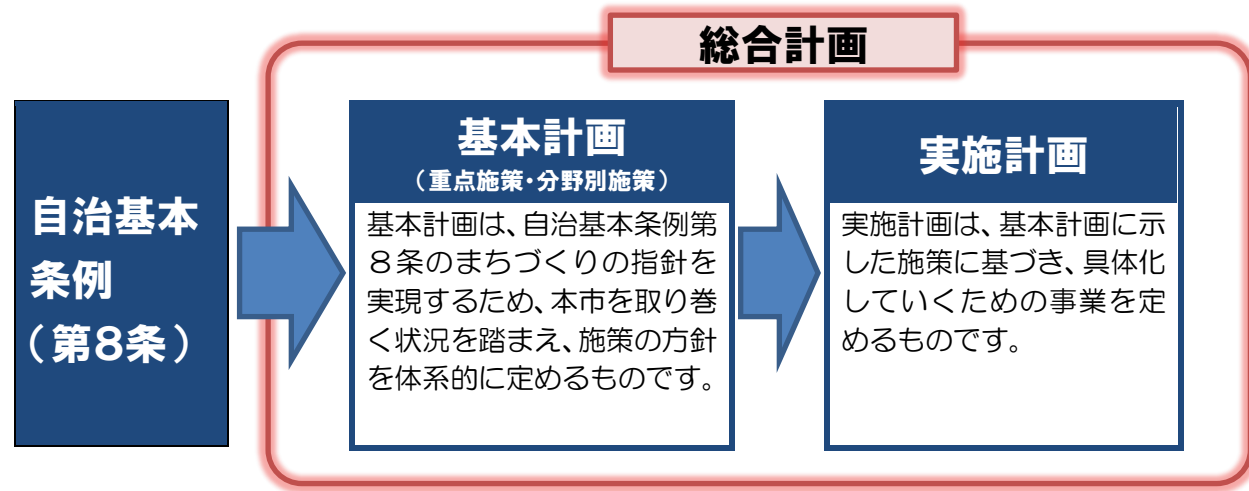 総合計画
自治基本
条例
（第8条）
基本計画
（重点施策・分野別施策）
基本計画は、自治基本条例第
８条のまちづくりの指針を
実現するため、本市を取り巻
く状況を踏まえ、施策の方針
を体系的に定めるものです。
実施計画
実施計画は、基本計画に示
した施策に基づき、具体化
していくための事業を定
めるものです。